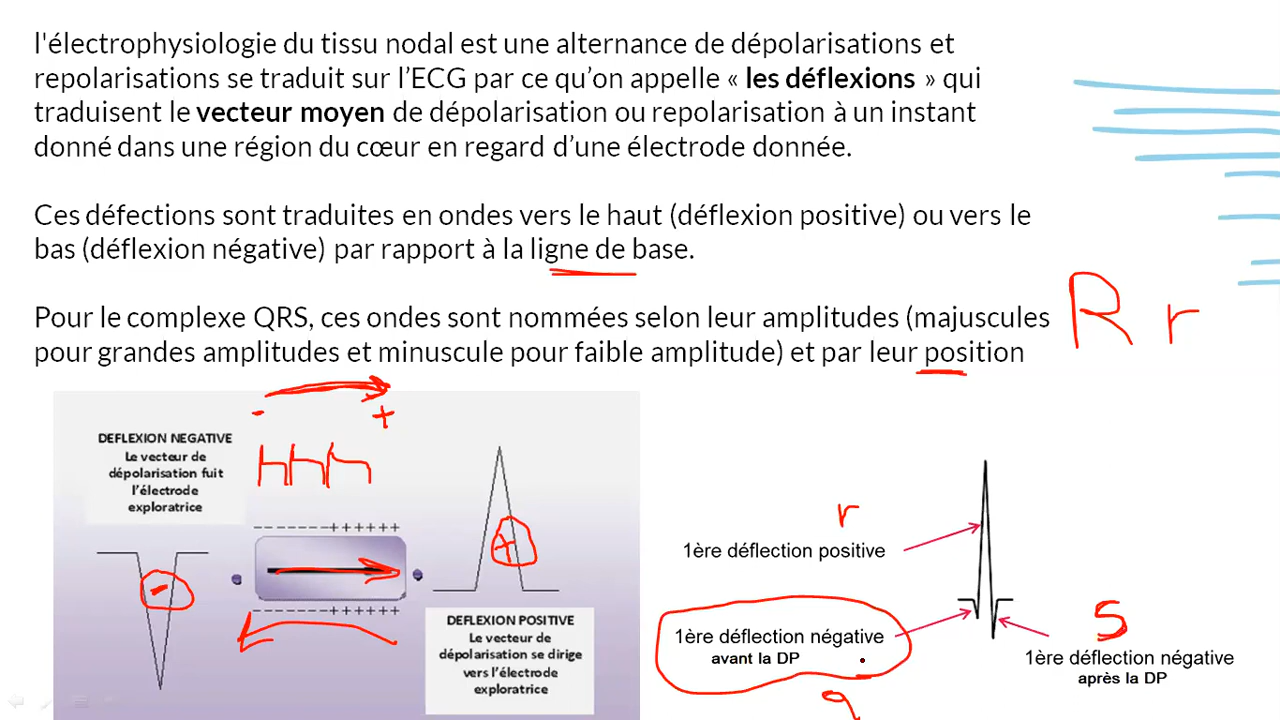 l'électrophysiologie du tissu nodal est une alternance de dépolarisations et
repolarisations se traduit sur l'ECG par ce qu'on appelle « les déflexions » qui
traduisent le vecteur moyen de dépolarisation ou repolarisation à un instant
donné dans une région du cœur en regard d'une électrode donnée.
Ces défections sont traduites en ondes vers le haut (déflexion positive) ou vers le
bas (déflexion négative) par rapport à la ligne de base.
Pour le complexe QRS, ces ondes sont nommées selon leur amplitudes (majuscules
pour grandes amplitudes et minuscule pour faible amplitude) et par leur position
R r
- +
DEFLEXION NEGATIVE
Le vecteur de
dépolarisation fuit
l'électrode
exploratrice
- - - - - - - + + + + + +
- - - - - - - + + + + + +
-
+
DEFLEXION POSITIVE
Le vecteur de
dépolarisation se dirige
vers l'électrode
exploratrice
r
1ère déflection positive
1ère déflection négative
avant la DP
q
S
1ère déflection négative
après la DP